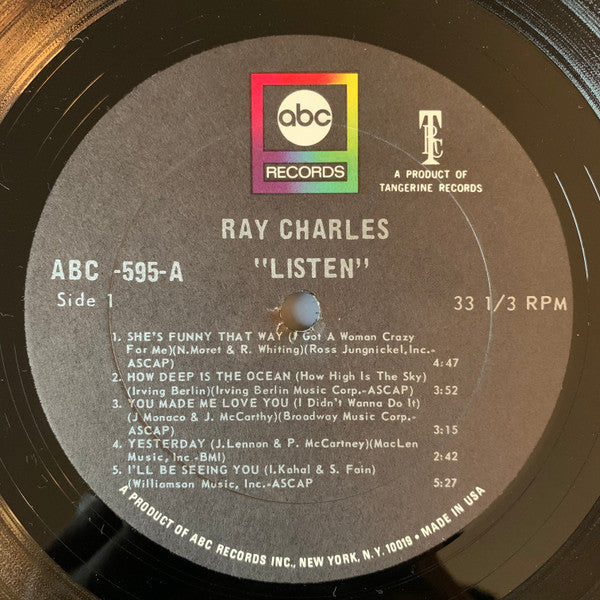 abc
RECORDS
TRC
A PRODUCT OF
TANGERINE RECORDS
RAY CHARLES
ABC -595-A
"LISTEN"
Side 1
33 1/3 RPM
1. SHE'S FUNNY THAT WAY (I Got A Woman Crazy
For Me)(N.Moret & R. Whiting)(Ross Jungnickel,Inc.-
ASCAP) 4:47
2. HOW DEEP IS THE OCEAN (How High Is The Sky)
(Irving Berlin)(Irving Berlin Music Corp.-ASCAP) 3:52
3. YOU MADE ME LOVE YOU (I Didn't Wanna Do It)
(J Monaco & J. McCarthy)(Broadway Music Corp.-
ASCAP) 3:15
4. YESTERDAY (J.Lennon & P. McCartney)(MacLen
Music, Inc -BMI) 2:42
5. I'LL BE SEEING YOU (I.Kahal & S. Fain)
(Williamson Music, Inc.-ASCAP 5:27
A PRODUCT OF ABC RECORDS INC., NEW YORK, N.Y. 10019 • MADE IN USA